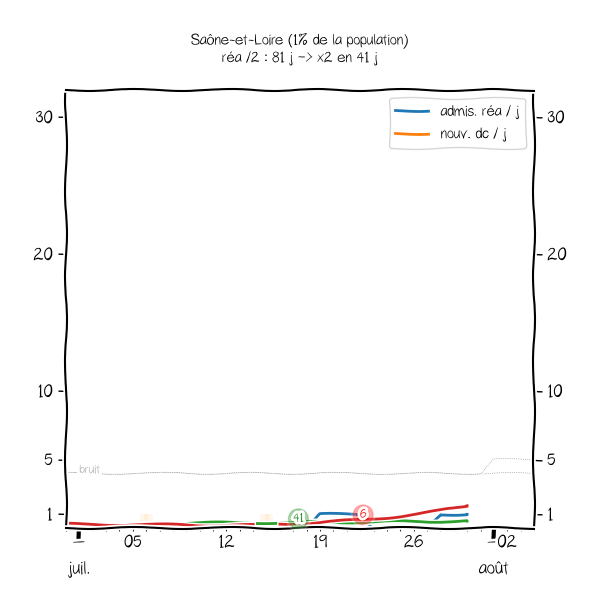 Saône-et-Loire (1% de la population)
réa /2 : 81 j -> x2 en 41 j
admis. réa / j
nouv. dc / j
30
30
20
20
10
10
5
5
bruit
1
1
41
6
05
12
19
26
02
juil.
août